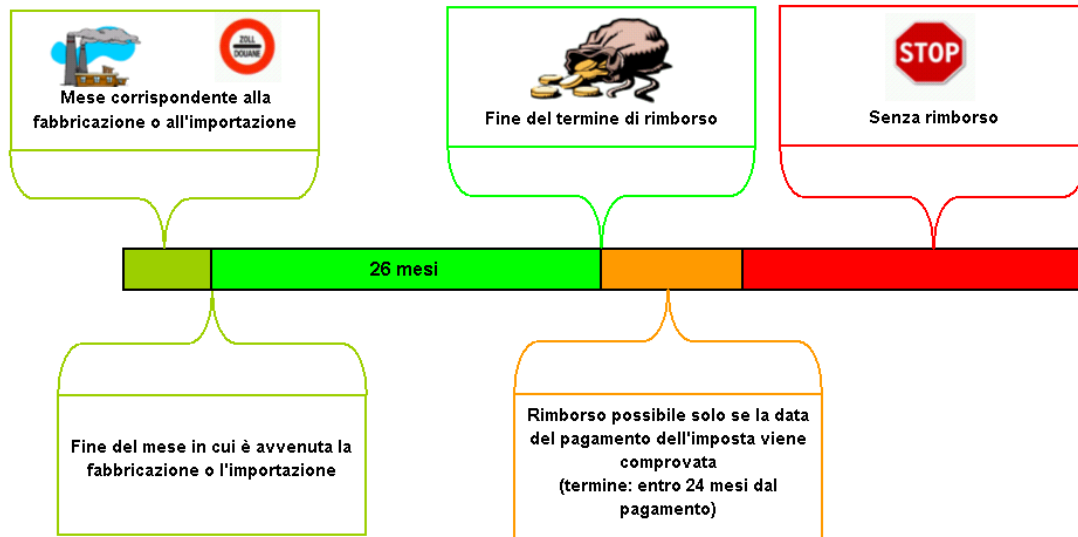 ZOLL
DOUANE
Mese corrispondente alla
fabbricazione o all'importazione
Fine del termine di rimborso
STOP
Senza rimborso
26 mesi
Fine del mese in cui è avvenuta la
fabbricazione o l'importazione
Rimborso possibile solo se la data
del pagamento dell'imposta viene
comprovata
(termine: entro 24 mesi dal
pagamento)